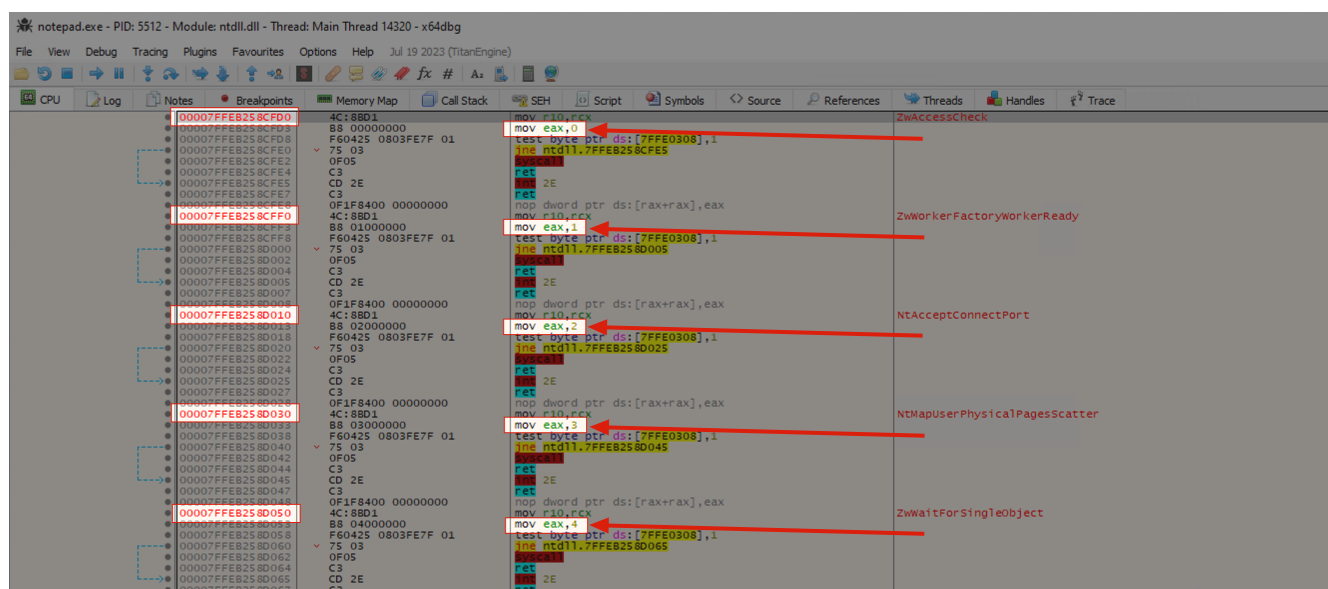 notepad.exe - PID: 5512 - Module: ntdll.dll - Thread: Main Thread 14320 - x64dbg
File View Debug Tracing Plugins Favourites Options Help Jul 19 2023 (TitanEngine)
CPU Log Notes Breakpoints Memory Map Call Stack SEH Script Symbols Source References Threads Handles Trace
00007FFEB258CFD0 4C:8BD1 mov r10,rcx ZwAccessCheck
00007FFEB258CFD3 B8 00000000 mov eax,0
00007FFEB258CFD8 F60425 0803FE7F 01 test byte ptr ds:[7FFE0308],1
00007FFEB258CFE0 75 03 jne ntdll.7FFEB258CFE5
00007FFEB258CFE2 0F05 syscall
00007FFEB258CFE4 C3 ret
00007FFEB258CFE5 CD 2E int 2E
00007FFEB258CFE7 C3 ret
00007FFEB258CFE8 0F1F8400 00000000 nop dword ptr ds:[rax+rax],eax
00007FFEB258CFF0 4C:8BD1 mov r10,rcx ZwWorkerFactoryWorkerReady
00007FFEB258CFF3 B8 01000000 mov eax,1
00007FFEB258CFF8 F60425 0803FE7F 01 test byte ptr ds:[7FFE0308],1
00007FFEB258D000 75 03 jne ntdll.7FFEB258D005
00007FFEB258D002 0F05 syscall
00007FFEB258D004 C3 ret
00007FFEB258D005 CD 2E int 2E
00007FFEB258D007 C3 ret
00007FFEB258D008 0F1F8400 00000000 nop dword ptr ds:[rax+rax],eax
00007FFEB258D010 4C:8BD1 mov r10,rcx NtAcceptConnectPort
00007FFEB258D013 B8 02000000 mov eax,2
00007FFEB258D018 F60425 0803FE7F 01 test byte ptr ds:[7FFE0308],1
00007FFEB258D020 75 03 jne ntdll.7FFEB258D025
00007FFEB258D022 0F05 syscall
00007FFEB258D024 C3 ret
00007FFEB258D025 CD 2E int 2E
00007FFEB258D027 C3 ret
00007FFEB258D028 0F1F8400 00000000 nop dword ptr ds:[rax+rax],eax
00007FFEB258D030 4C:8BD1 mov r10,rcx NtMapUserPhysicalPagesScatter
00007FFEB258D033 B8 03000000 mov eax,3
00007FFEB258D038 F60425 0803FE7F 01 test byte ptr ds:[7FFE0308],1
00007FFEB258D040 75 03 jne ntdll.7FFEB258D045
00007FFEB258D042 0F05 syscall
00007FFEB258D044 C3 ret
00007FFEB258D045 CD 2E int 2E
00007FFEB258D047 C3 ret
00007FFEB258D048 0F1F8400 00000000 nop dword ptr ds:[rax+rax],eax
00007FFEB258D050 4C:8BD1 mov r10,rcx ZwWaitForSingleObject
00007FFEB258D053 B8 04000000 mov eax,4
00007FFEB258D058 F60425 0803FE7F 01 test byte ptr ds:[7FFE0308],1
00007FFEB258D060 75 03 jne ntdll.7FFEB258D065
00007FFEB258D062 0F05 syscall
00007FFEB258D064 C3 ret
00007FFEB258D065 CD 2E int 2E